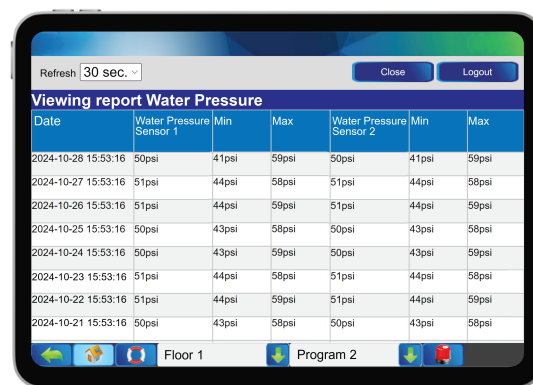 Refresh 30 sec. Close Logout
Viewing report Water Pressure
Date Water Pressure Sensor 1 Min Max Water Pressure Sensor 2 Min Max
2024-10-28 15:53:16 50psi 41psi 59psi 50psi 41psi 59psi
2024-10-27 15:53:16 51psi 44psi 58psi 51psi 44psi 58psi
2024-10-26 15:53:16 51psi 44psi 59psi 51psi 44psi 59psi
2024-10-25 15:53:16 50psi 43psi 58psi 50psi 43psi 58psi
2024-10-24 15:53:16 50psi 43psi 59psi 50psi 43psi 59psi
2024-10-23 15:53:16 51psi 44psi 58psi 51psi 44psi 58psi
2024-10-22 15:53:16 51psi 44psi 59psi 51psi 44psi 59psi
2024-10-21 15:53:16 50psi 43psi 58psi 50psi 43psi 58psi
Floor 1 Program 2